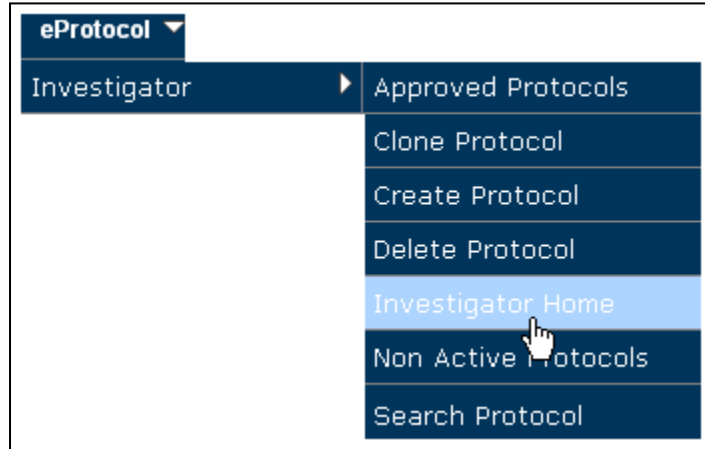 eProtocol
Investigator
Approved Protocols
Clone Protocol
Create Protocol
Delete Protocol
Investigator Home
Non Active Protocols
Search Protocol